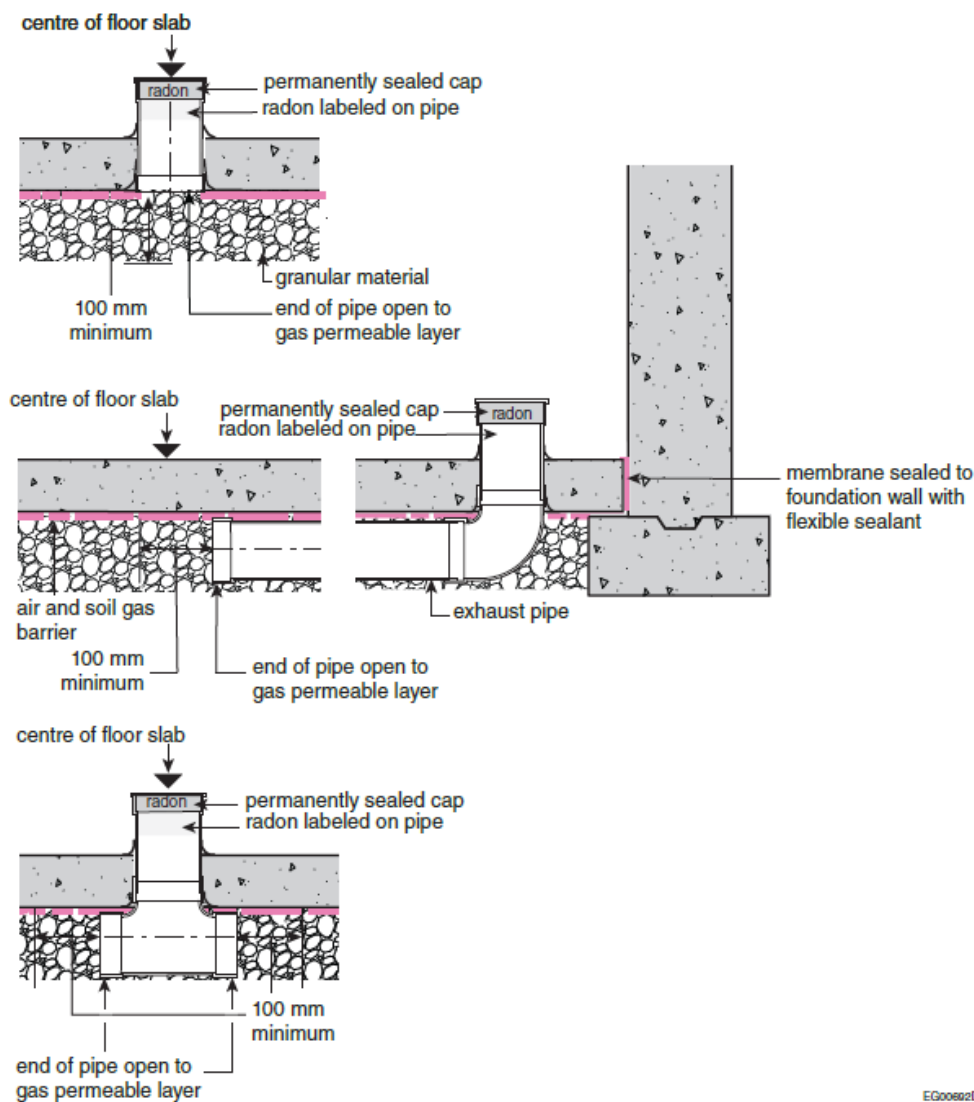 centre of floor slab
radon
permanently sealed cap
radon labeled on pipe
granular material
100 mm
minimum
end of pipe open to
gas permeable layer
centre of floor slab
permanently sealed cap
radon labeled on pipe
radon
membrane sealed to
foundation wall with
flexible sealant
air and soil gas
barrier
exhaust pipe
100 mm
minimum
end of pipe open to
gas permeable layer
centre of floor slab
radon
permanently sealed cap
radon labeled on pipe
100 mm
minimum
end of pipe open to
gas permeable layer